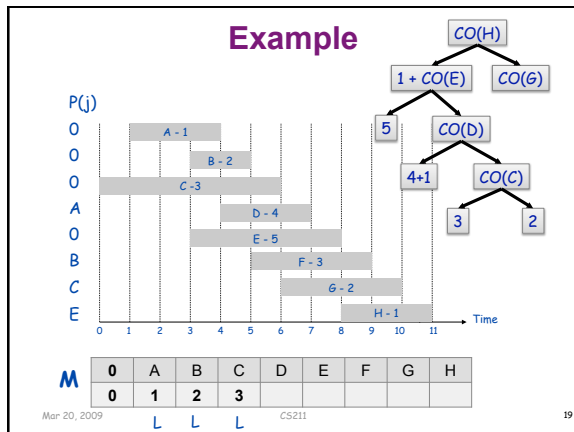 Example
CO(H)
1 + CO(E) CO(G)
5 CO(D)
4+1 CO(C)
3 2
P(j)
0 A - 1
0 B - 2
0 C -3
A D - 4
0 E - 5
B F - 3
C G - 2
E H - 1
0 1 2 3 4 5 6 7 8 9 10 11 Time
M 0 A B C D E F G H
0 1 2 3
L L L
Mar 20, 2009 CS211 19